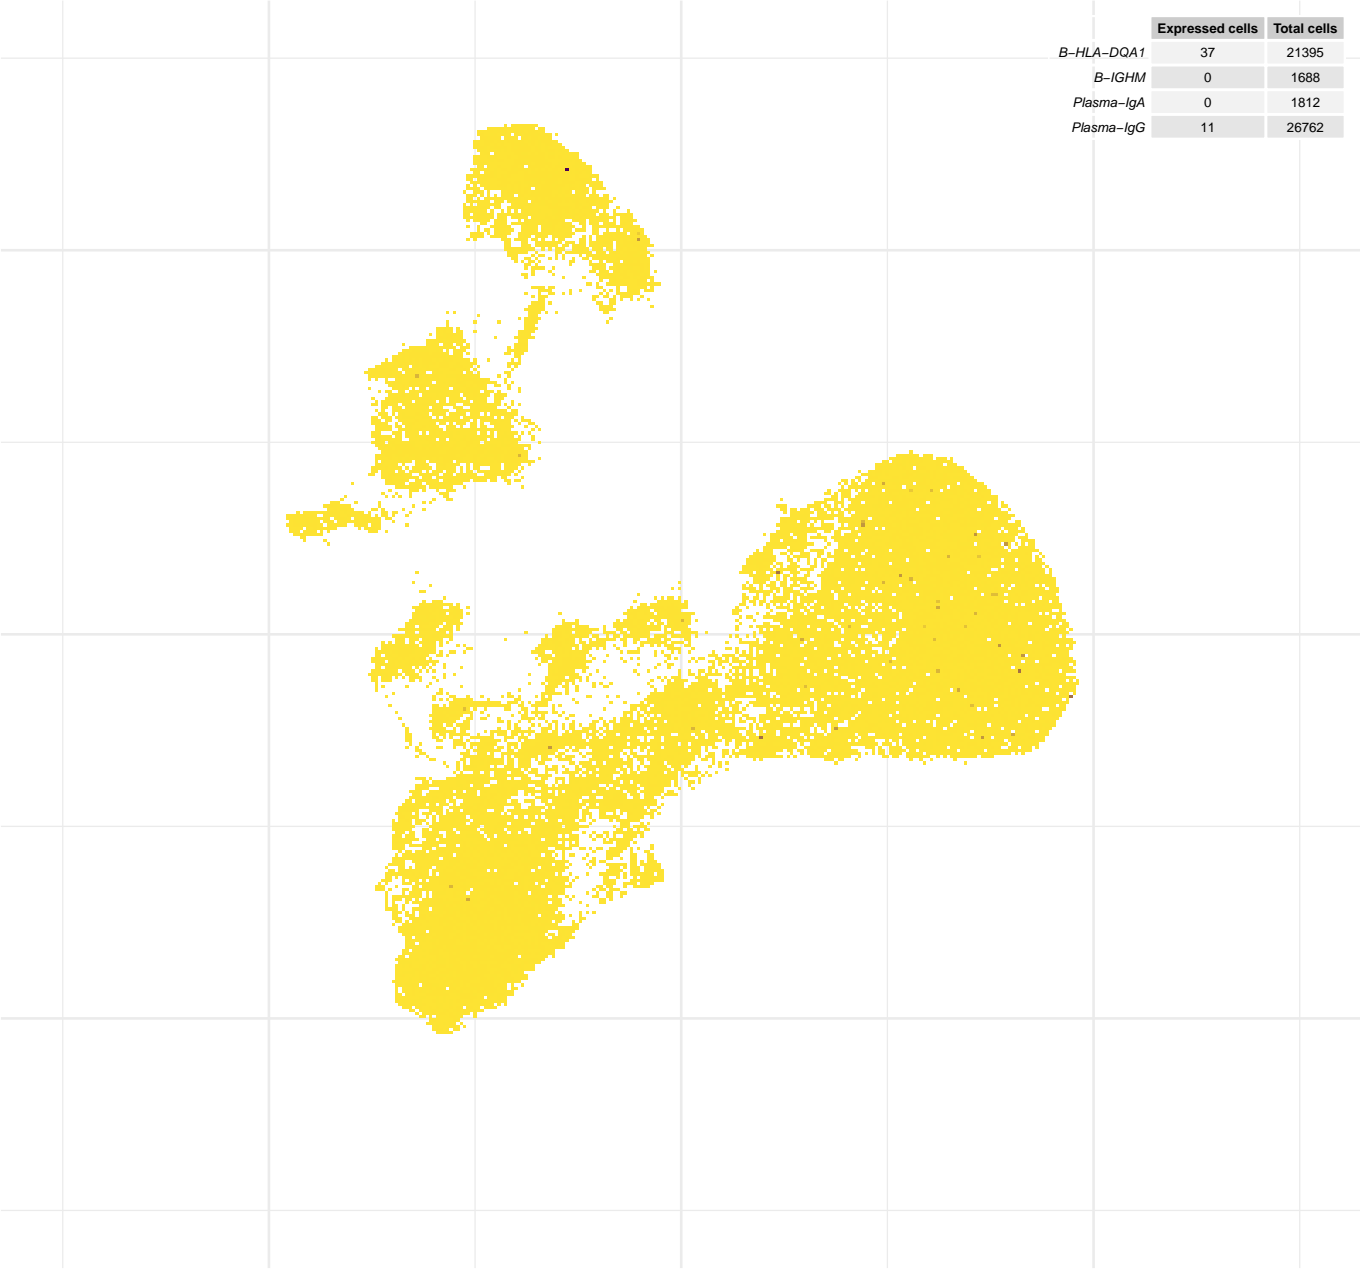 Expressed cells Total cells
B−HLA−DQA1 37 21395
B−IGHM 0 1688
Plasma−IgA 0 1812
Plasma−IgG 11 26762